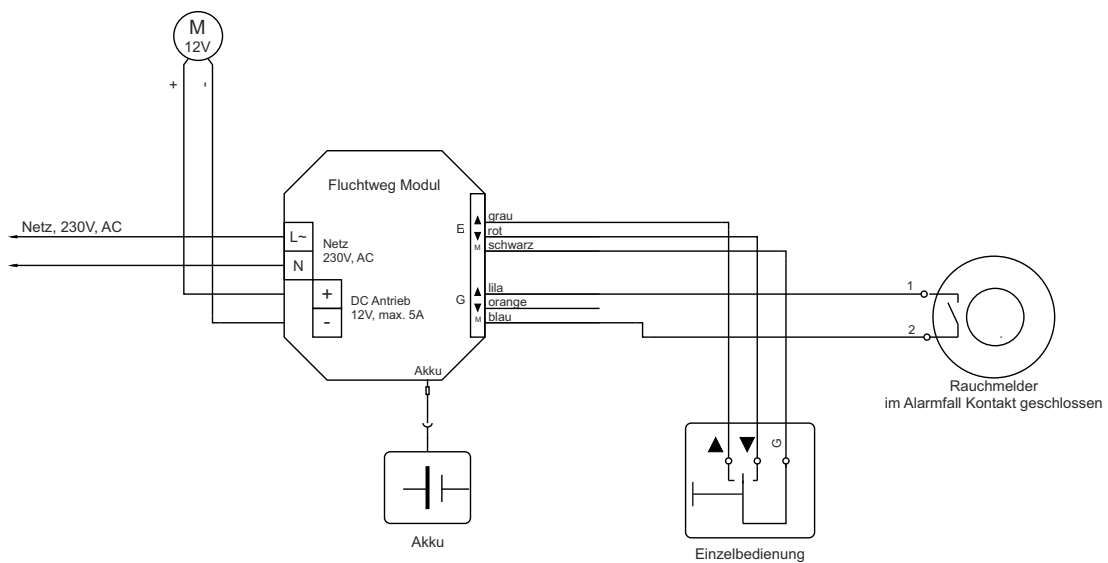 M
12V
+ -
Fluchtweg Modul
Netz, 230V, AC
L~
N
Netz
230V, AC
+
-
DC Antrieb
12V, max. 5A
E
▲
▼
M
grau
rot
schwarz
G
▲
▼
M
lila
orange
blau
1
2
Rauchmelder
im Alarmfall Kontakt geschlossen
Akku
Akku
▲ ▼ G
Einzelbedienung